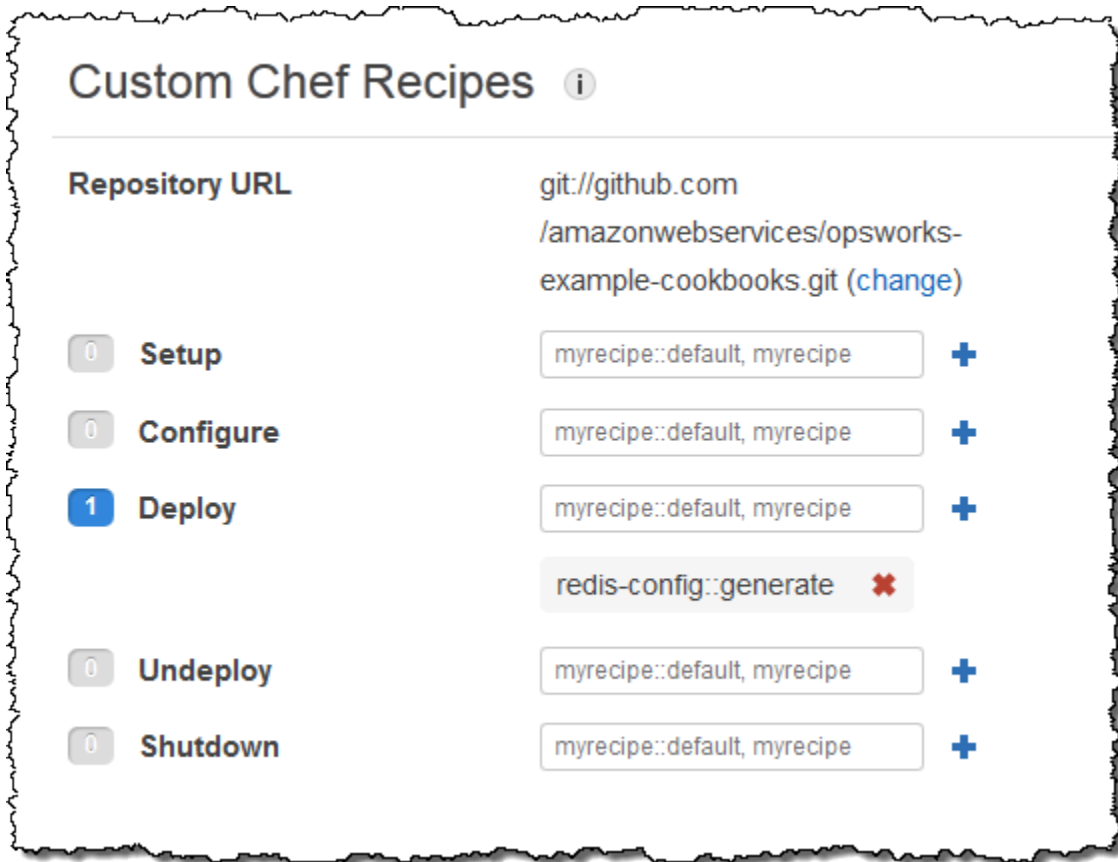 Custom Chef Recipes i
Repository URL git://github.com
/amazonwebservices/opsworks-
example-cookbooks.git (change)
0 Setup myrecipe::default, myrecipe
0 Configure myrecipe::default, myrecipe
1 Deploy myrecipe::default, myrecipe
redis-config::generate
0 Undeploy myrecipe::default, myrecipe
0 Shutdown myrecipe::default, myrecipe